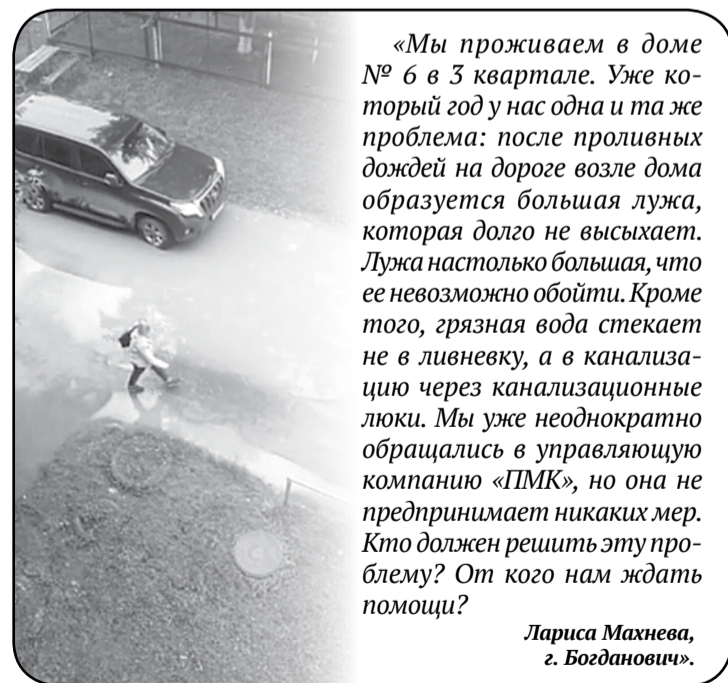 «Мы проживаем в доме
№ 6 в 3 квартале. Уже ко-
торый год у нас одна и та же
проблема: после проливных
дождей на дороге возле дома
образуется большая лужа,
которая долго не высыхает.
Лужа настолько большая, что
ее невозможно обойти. Кроме
того, грязная вода стекает
не в ливневку, а в канализа-
цию через канализационные
люки. Мы уже неоднократно
обращались в управляющую
компанию «ПМК», но она не
предпринимает никаких мер.
Кто должен решить эту про-
блему? От кого нам ждать
помощи?
Лариса Махнева,
г. Богданович».